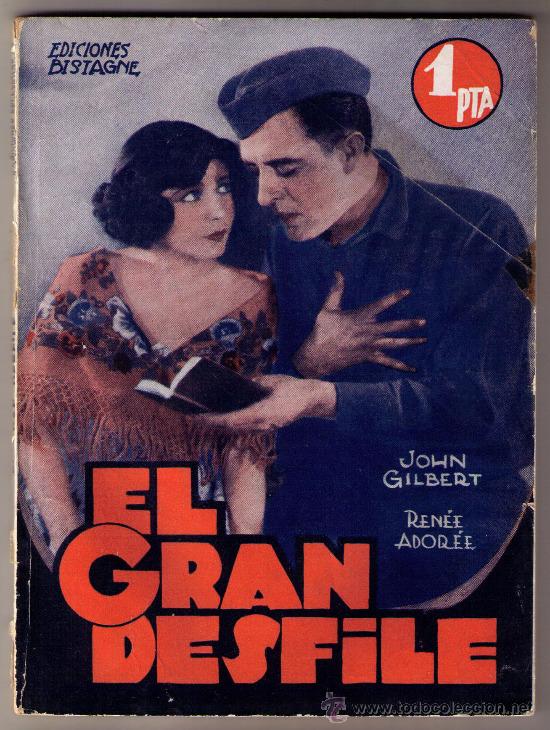 EDICIONES
BISTAGNE
1
PTA
JOHN
GILBERT
RENÉE
ADORÉE
EL
GRAN
DESFILE
www.todocoleccion.net